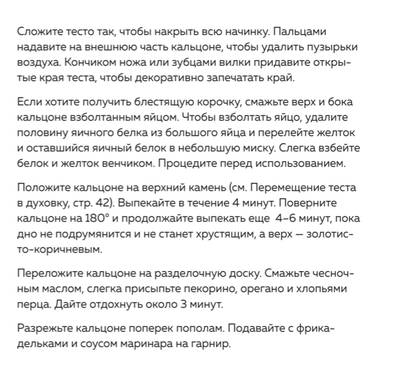 Сложите тесто так, чтобы накрыть всю начинку. Пальцами
надавите на внешнюю часть кальцоне, чтобы удалить пузырьки
воздуха. Кончиком ножа или зубцами вилки придавите откры-
тые края теста, чтобы декоративно запечатать край.
Если хотите получить блестящую корочку, смажьте верх и бока
кальцоне взболтанным яйцом. Чтобы взболтать яйцо, удалите
половину яичного белка из большого яйца и перелейте желток
и оставшийся яичный белок в небольшую миску. Слегка взбейте
белок и желток венчиком. Процедите перед использованием.
Положите кальцоне на верхний камень (см. Перемещение теста
в духовку, стр. 42). Выпекайте в течение 4 минут. Поверните
кальцоне на 180° и продолжайте выпекать еще 4–6 минут, пока
дно не подрумянится и не станет хрустящим, а верх — золотис-
то-коричневым.
Переложите кальцоне на разделочную доску. Смажьте чесноч-
ным маслом, слегка присыпьте пекорино, орегано и хлопьями
перца. Дайте отдохнуть около 3 минут.
Разрежьте кальцоне поперек пополам. Подавайте с фрика-
дельками и соусом маринара на гарнир.